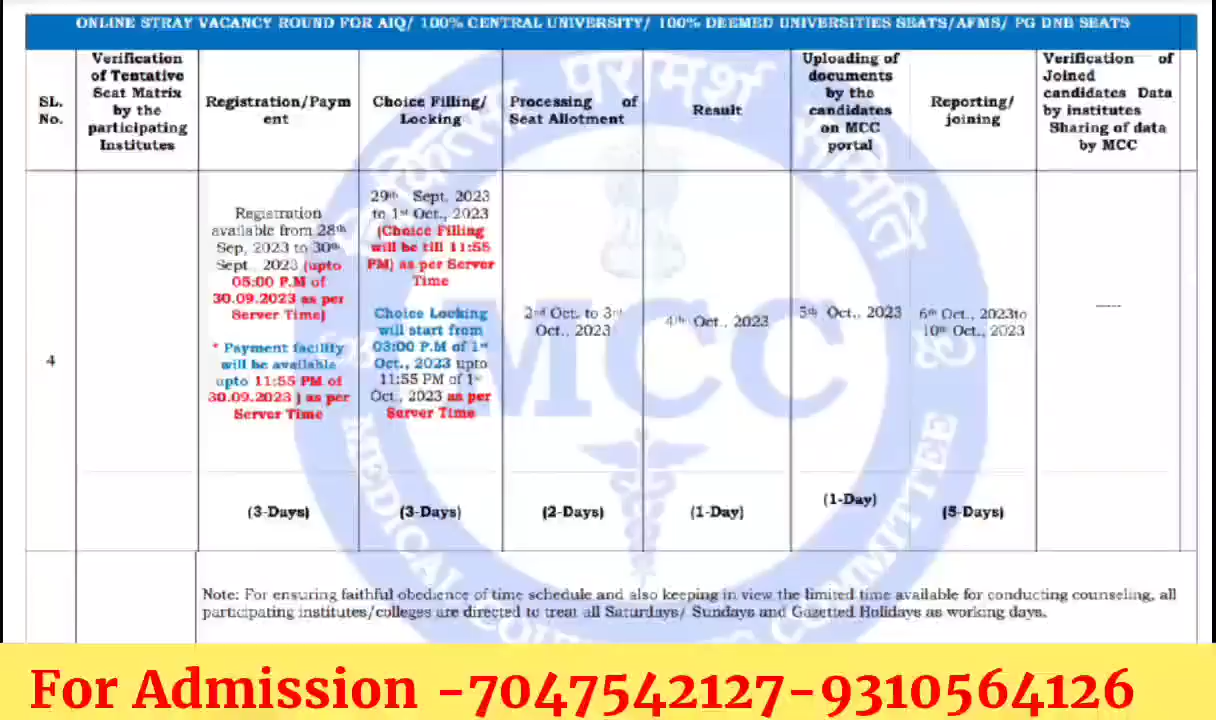 ONLINE STRAY VACANCY ROUND FOR AIQ/ 100% CENTRAL UNIVERSITY/ 100% DEEMED UNIVERSITIES SEATS/AFMS/ PG DNB SEATS
SL.
No.
Verification
of Tentative
Seat Matrix
by the
participating
Institutes
Registration/Paym
ent
Choice Filling/
Locking
Processing of
Seat Allotment
Result
Uploading of
documents
by the
candidates
on MCC
portal
Reporting/
joining
Verification of
Joined
candidates Data
by institutes
Sharing of data
by MCC
4
Registration
available from 28th
Sep, 2023 to 30th
Sept., 2023 (upto
05:00 P.M of
30.09.2023 as per
Server Time)
* Payment facility
will be available
upto 11:55 PM of
30.09.2023 ) as per
Server Time
(3-Days)
29th Sept, 2023
to 1st Oct., 2023
(Choice Filling
will be till 11:55
PM) as per Server
Time
Choice Locking
will start from
03:00 P.M of 1st
Oct., 2023 upto
11:55 PM of 1st
Oct., 2023 as per
Server Time
(3-Days)
2nd Oct. to 3rd
Oct., 2023
(2-Days)
4th Oct., 2023
(1-Day)
5th Oct., 2023
(1-Day)
6th Oct., 2023to
10th Oct., 2023
(5-Days)
----
Note: For ensuring faithful obedience of time schedule and also keeping in view the limited time available for conducting counseling, all
participating institutes/colleges are directed to treat all Saturdays/ Sundays and Gazetted Holidays as working days.
परामर्श
चिकित्सा
समिति
MCC
MEDICAL
COMMITTEE
For Admission -7047542127-9310564126